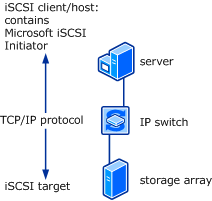 iSCSI client/host:
contains
Microsoft iSCSI
Initiator
server
TCP/IP protocol
IP switch
iSCSI target
storage array